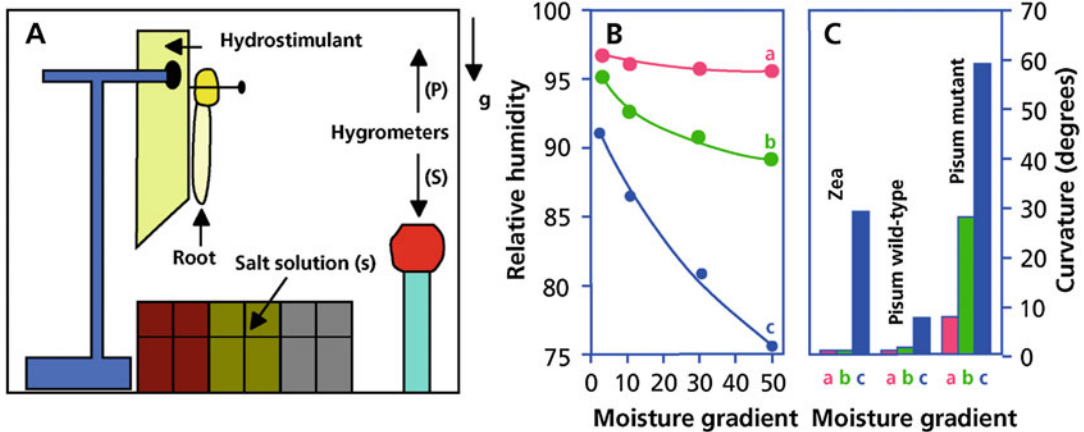 A
Hydrostimulant
(P)
g
Hygrometers
(S)
Root
Salt solution (s)
B
Relative humidity
100
95
90
85
80
75
a
b
c
0 10 20 30 40 50
Moisture gradient
C
Zea
Pisum wild-type
Pisum mutant
a b c a b c a b c
Moisture gradient
70
60
50
40
30
20
10
0
Curvature (degrees)